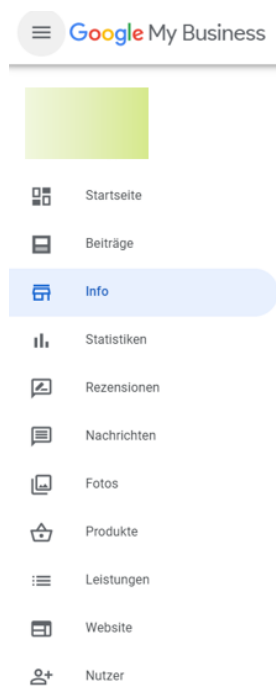 Google My Business
Startseite
Beiträge
Info
Statistiken
Rezensionen
Nachrichten
Fotos
Produkte
Leistungen
Website
Nutzer